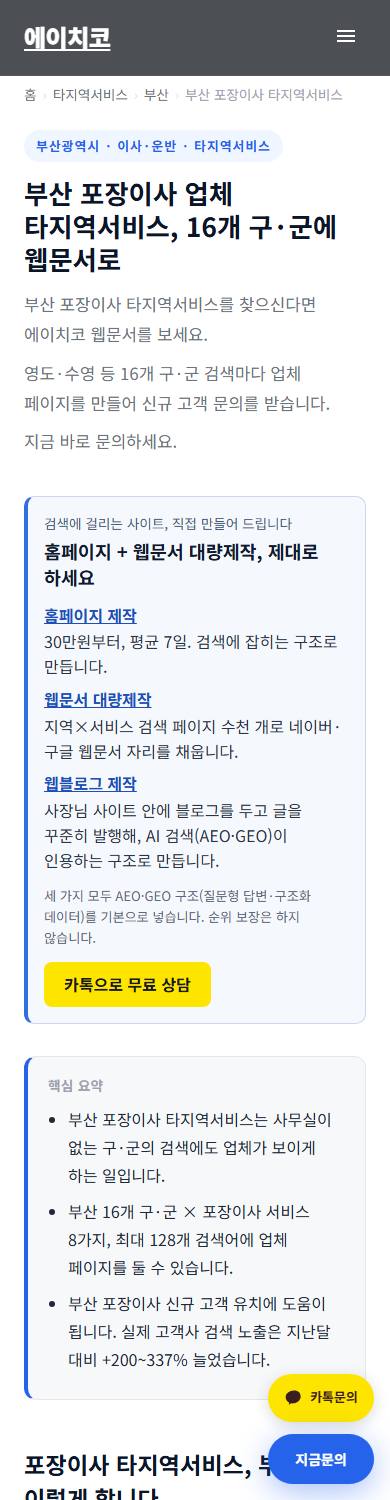 에이치코
홈 › 타지역서비스 › 부산 › 부산 포장이사 타지역서비스
부산광역시 · 이사·운반 · 타지역서비스
부산 포장이사 업체
타지역서비스, 16개 구·군에
웹문서로
부산 포장이사 타지역서비스를 찾으신다면
에이치코 웹문서를 보세요.
영도·수영 등 16개 구·군 검색마다 업체
페이지를 만들어 신규 고객 문의를 받습니다.
지금 바로 문의하세요.
검색에 걸리는 사이트, 직접 만들어 드립니다
홈페이지 + 웹문서 대량제작, 제대로
하세요
홈페이지 제작
30만원부터, 평균 7일. 검색에 잡히는 구조로
만듭니다.
웹문서 대량제작
지역×서비스 검색 페이지 수천 개로 네이버·
구글 웹문서 자리를 채웁니다.
웹블로그 제작
사장님 사이트 안에 블로그를 두고 글을
꾸준히 발행해, AI 검색(AEO·GEO)이
인용하는 구조로 만듭니다.
세 가지 모두 AEO·GEO 구조(질문형 답변·구조화
데이터)를 기본으로 넣습니다. 순위 보장은 하지
않습니다.
카톡으로 무료 상담
핵심 요약
• 부산 포장이사 타지역서비스는 사무실이
없는 구·군의 검색에도 업체가 보이게
하는 일입니다.
• 부산 16개 구·군 × 포장이사 서비스
8가지, 최대 128개 검색어에 업체
페이지를 둘 수 있습니다.
• 부산 포장이사 신규 고객 유치에 도움이
됩니다. 실제 고객사 검색 노출은 지난달
대비 +200~337% 늘었습니다.
카톡문의
지금문의
포장이사 타지역서비스,
이렇게 합니다